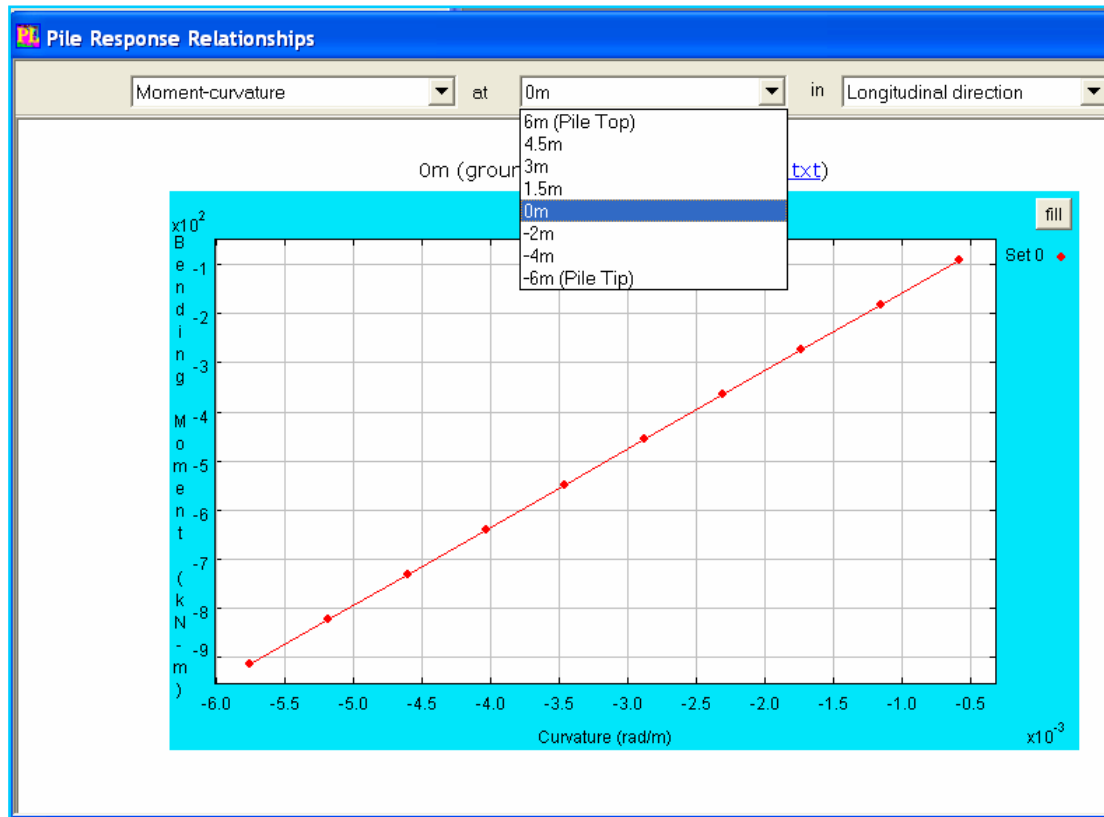 PL Pile Response Relationships
Moment-curvature at 0m in Longitudinal direction
6m (Pile Top)
4.5m
3m
1.5m
0m
-2m
-4m
-6m (Pile Tip)
0m txt)
fill
x10^2
Bending Moment (kN-m)
-1
-2
-3
-4
-5
-6
-7
-8
-9
Set 0
-6.0 -5.5 -5.0 -4.5 -4.0 -3.5 -3.0 -2.5 -2.0 -1.5 -1.0 -0.5
Curvature (rad/m)
x10^-3